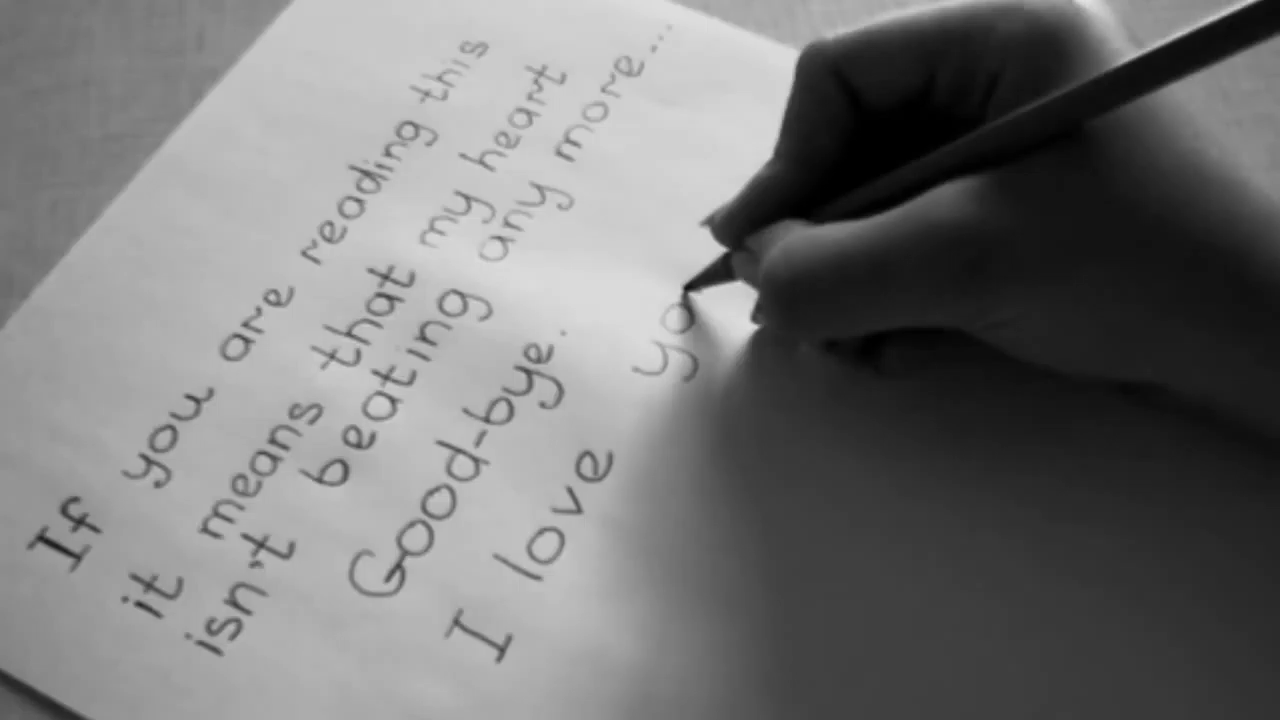 If you are reading this
it means that my heart
isn't beating any more...
Good-bye.
I love yo